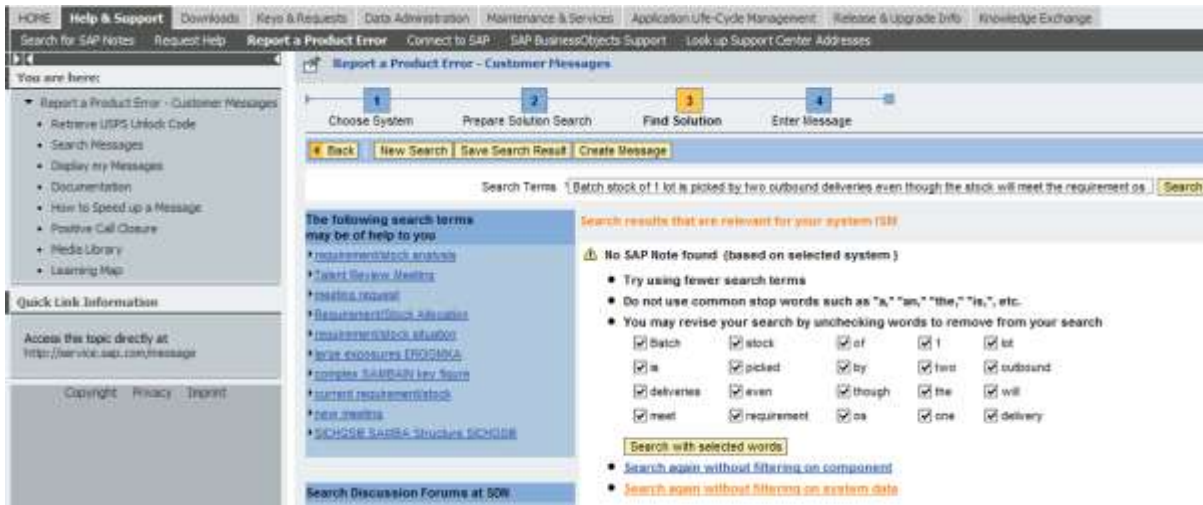 HOME Help & Support Downloads Keys & Requests Data Administration Maintenance & Services Application Life-Cycle Management Release & Upgrade Info Knowledge Exchange
Search for SAP Notes Request Help Report a Product Error Connect to SAP SAP BusinessObjects Support Look up Support Center Addresses
You are here:
Report a Product Error - Customer Messages
Retrieve USPS Unlock Code
Search Messages
Display my Messages
Documentation
How to Speed up a Message
Positive Call Closure
Media Library
Learning Map
Quick Link Information
Access this topic directly at
http://service.sap.com/message
Copyright Privacy Imprint
Report a Product Error - Customer Messages
1 2 3 4
Choose System Prepare Solution Search Find Solution Enter Message
Back New Search Save Search Result Create Message
Search Terms * Batch stock of 1 lot is picked by two outbound deliveries even though the stock will meet the requirement os Search
The following search terms
may be of help to you
requirement/stock analysis
Talent Review Meeting
meeting request
Requirement/Stock Allocation
requirement/stock situation
large exposures
complex key figure
current requirement/stock
new meeting
Structure
Search Discussion Forums at SDN
Search results that are relevant for your system ISM
No SAP Note found (based on selected system )
Try using fewer search terms
Do not use common stop words such as "a," "an," "the," "is,", etc.
You may revise your search by unchecking words to remove from your search
Batch stock of 1 lot
is picked by two outbound
deliveries even though the will
meet requirement os one delivery
Search with selected words
Search again without filtering on component
Search again without filtering on system data